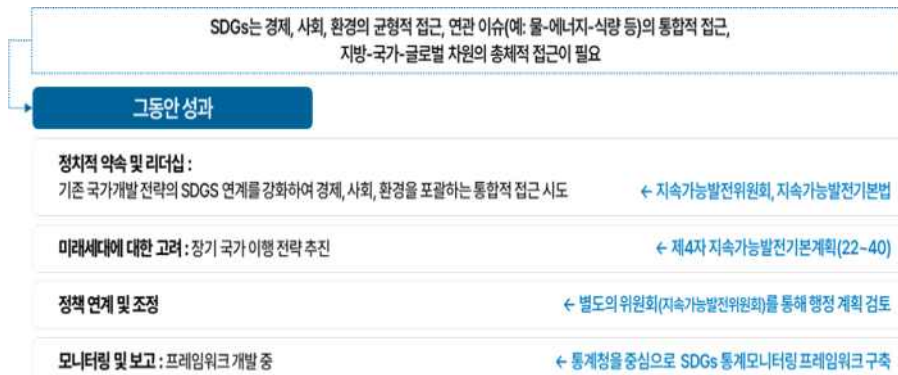 SDGs는 경제, 사회, 환경의 균형적 접근, 연관 이슈(예: 물-에너지-식량 등)의 통합적 접근,
지방-국가-글로벌 차원의 총체적 접근이 필요
그동안 성과
정치적 약속 및 리더십 :
기존 국가개발 전략의 SDGS 연계를 강화하여 경제, 사회, 환경을 포괄하는 통합적 접근 시도 ← 지속가능발전위원회, 지속가능발전기본법
미래세대에 대한 고려 : 장기 국가 이행 전략 추진 ← 제4자 지속가능발전기본계획(22~40)
정책 연계 및 조정 ← 별도의 위원회(지속가능발전위원회)를 통해 행정 계획 검토
모니터링 및 보고 : 프레임워크 개발 중 ← 통계청을 중심으로 SDGs 통계모니터링 프레임워크 구축